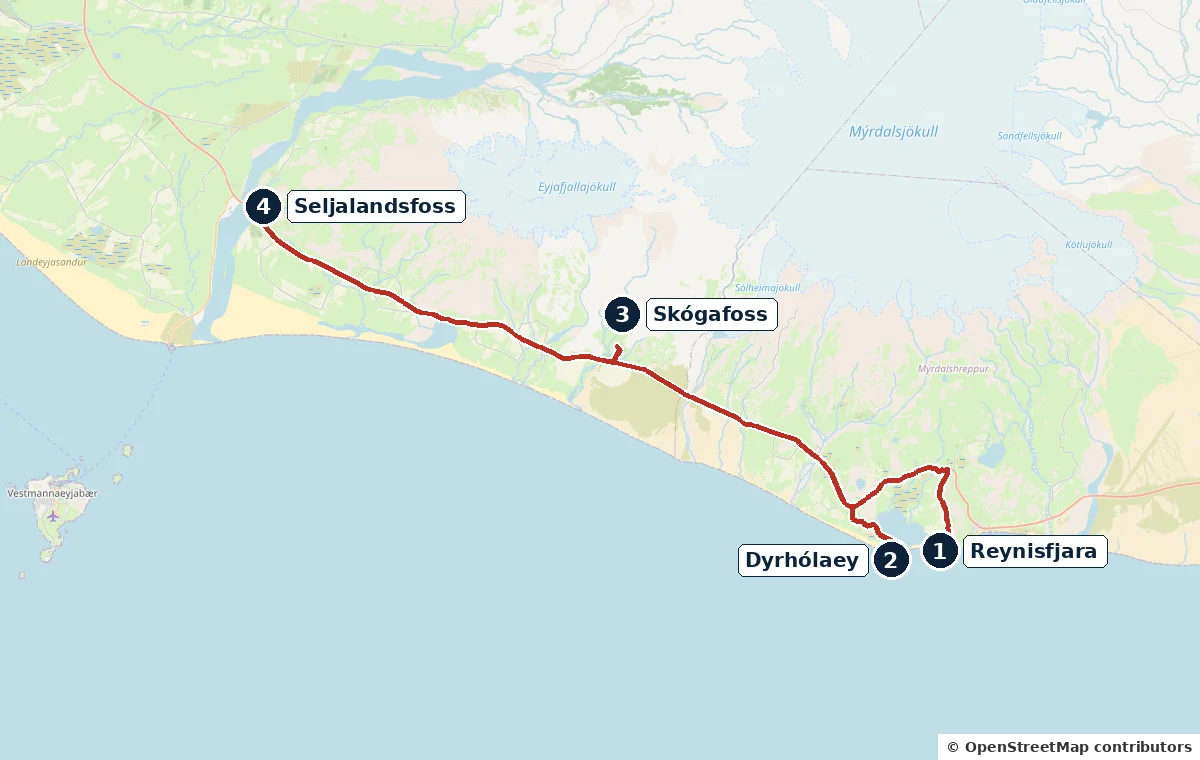 Mýrdalsjökull
Sandfellsjökull
Eyjafjallajökull
4
Seljalandsfoss
Kötlujökull
Landeyjasandur
Sólheimajökull
3
Skógafoss
Mýrdalshreppur
Vestmannaeyjabær
Dyrhólaey
2
1
Reynisfjara
© OpenStreetMap contributors